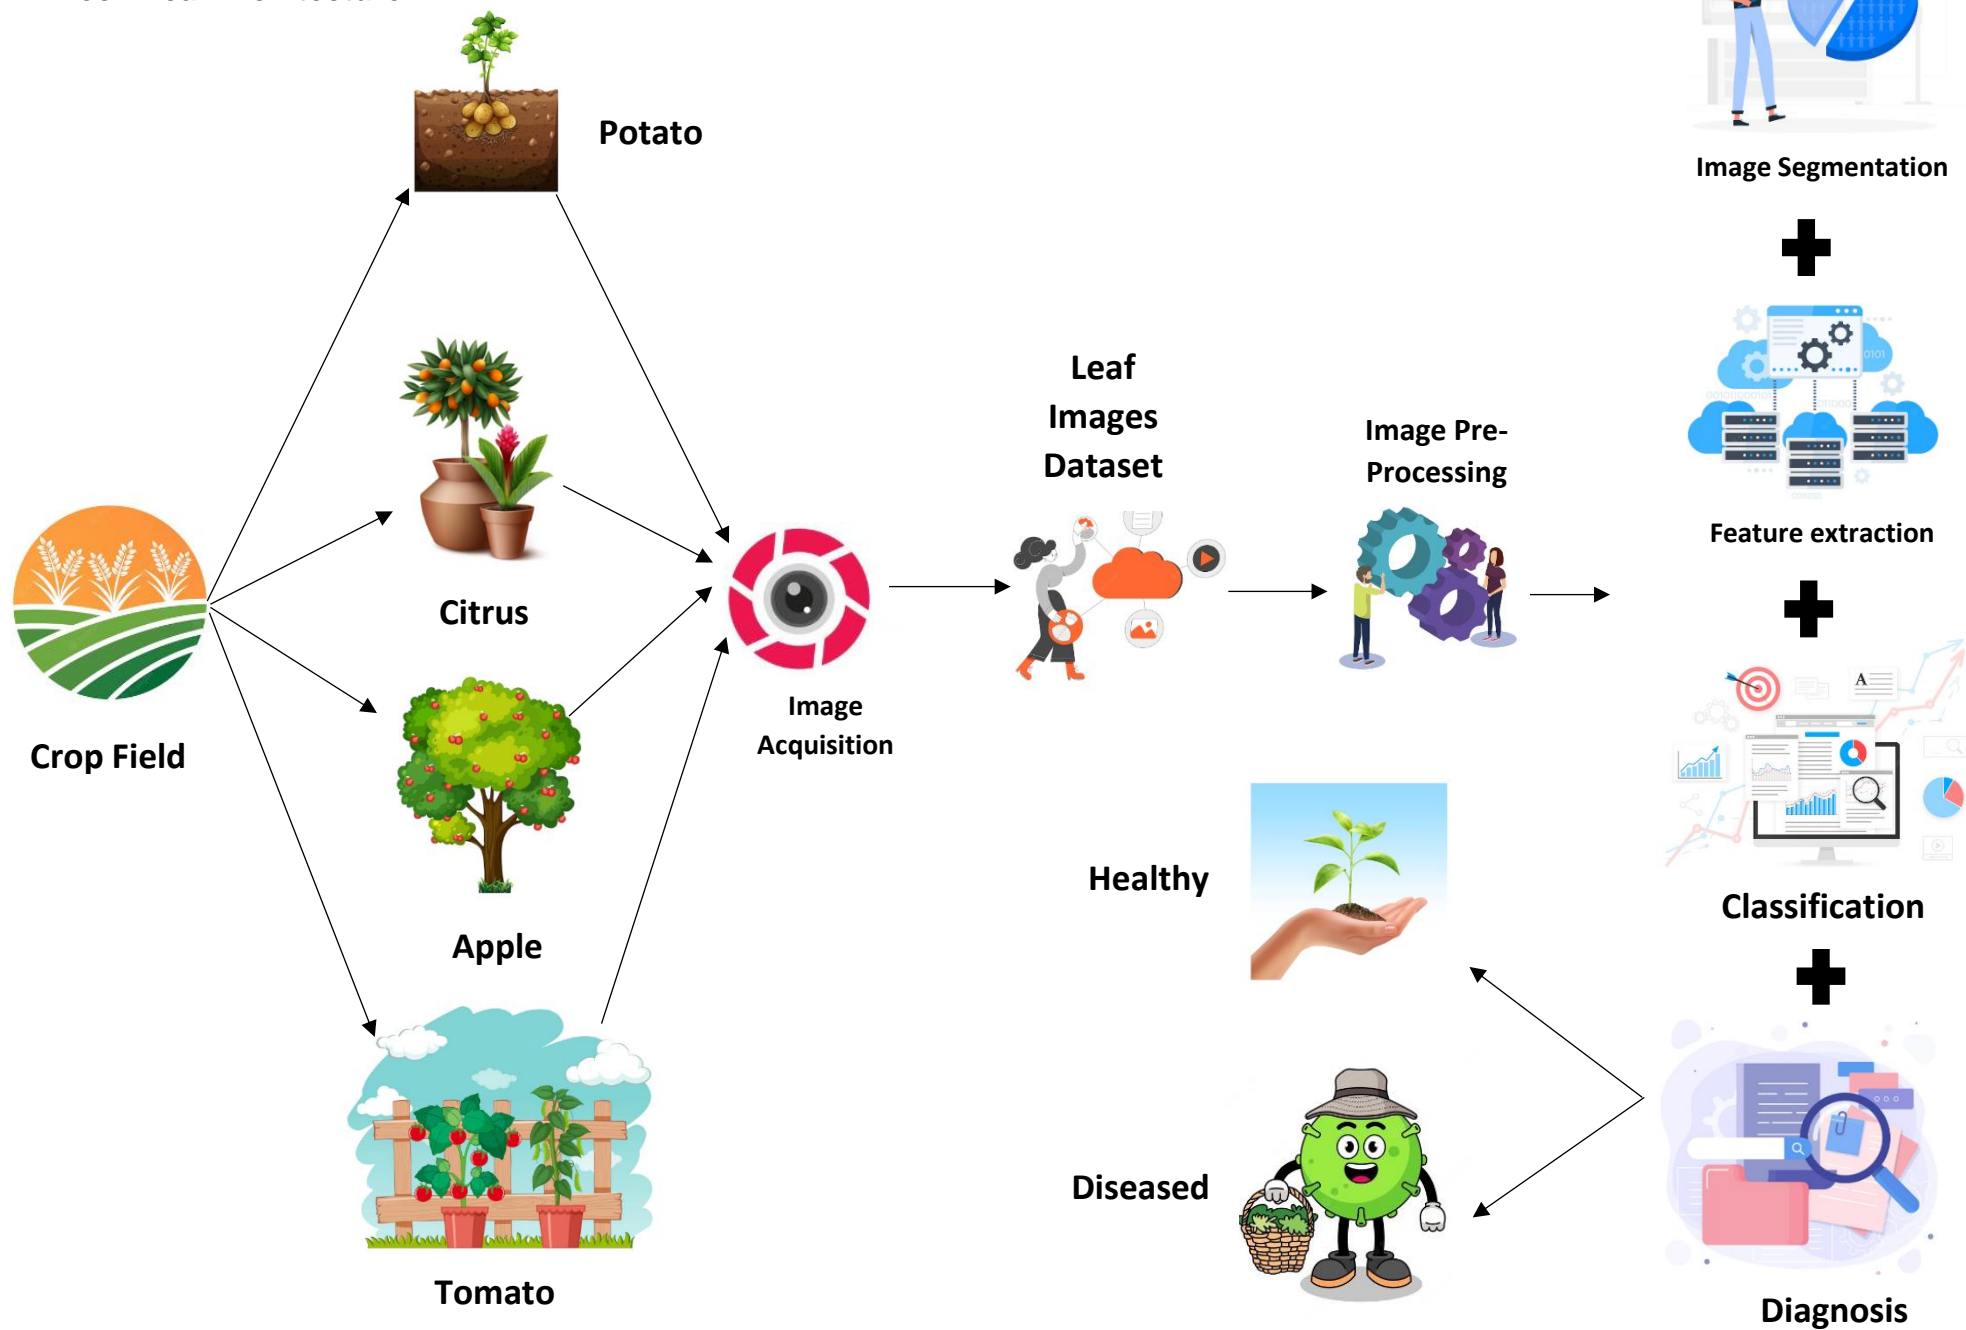 Potato
Image Segmentation
Leaf
Images
Dataset
Image Pre-
Processing
Feature extraction
Citrus
Image
Acquisition
Crop Field
Healthy
Classification
Apple
A
Diseased
Tomato
Diagnosis